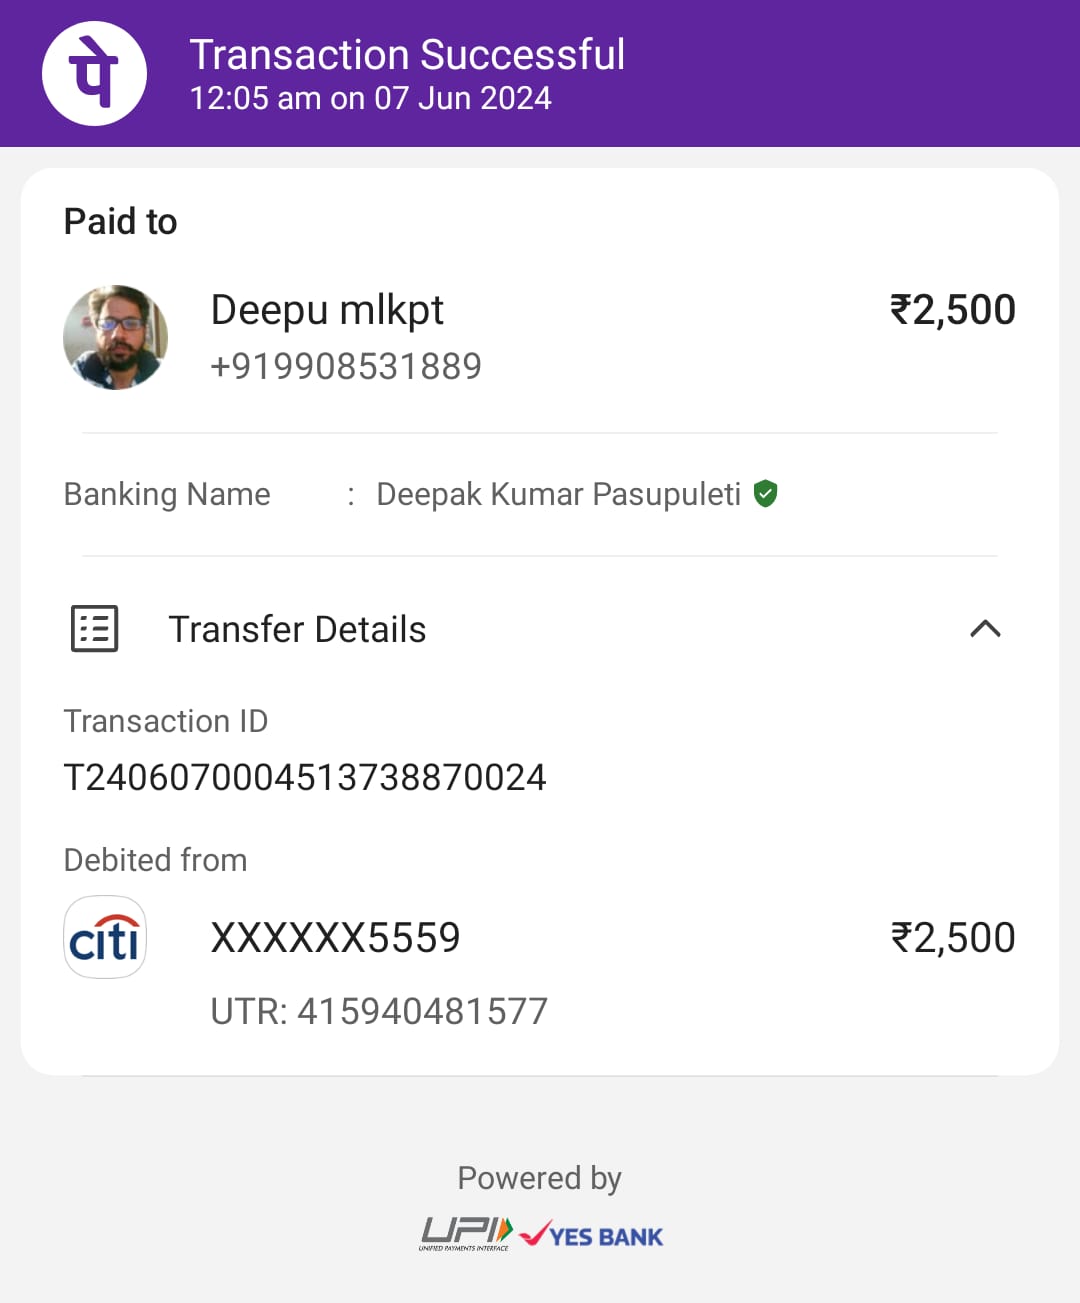 पे
Transaction Successful
12:05 am on 07 Jun 2024
Paid to
Deepu mlkpt
₹2,500
+919908531889
Banking Name : Deepak Kumar Pasupuleti
Transfer Details
Transaction ID
T2406070004513738870024
Debited from
citi
XXXXXX5559
₹2,500
UTR: 415940481577
Powered by
UPI
UNIFIED PAYMENTS INTERFACE
YES BANK